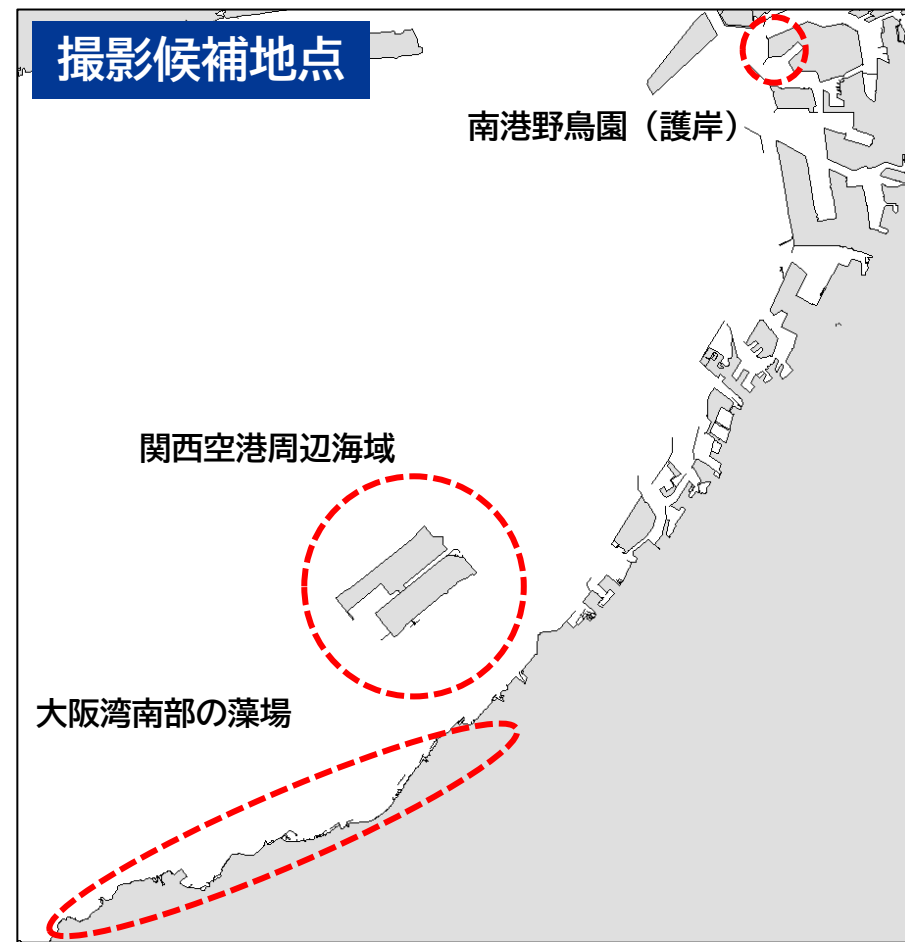 撮影候補地点
南港野鳥園（護岸）
関西空港周辺海域
大阪湾南部の藻場